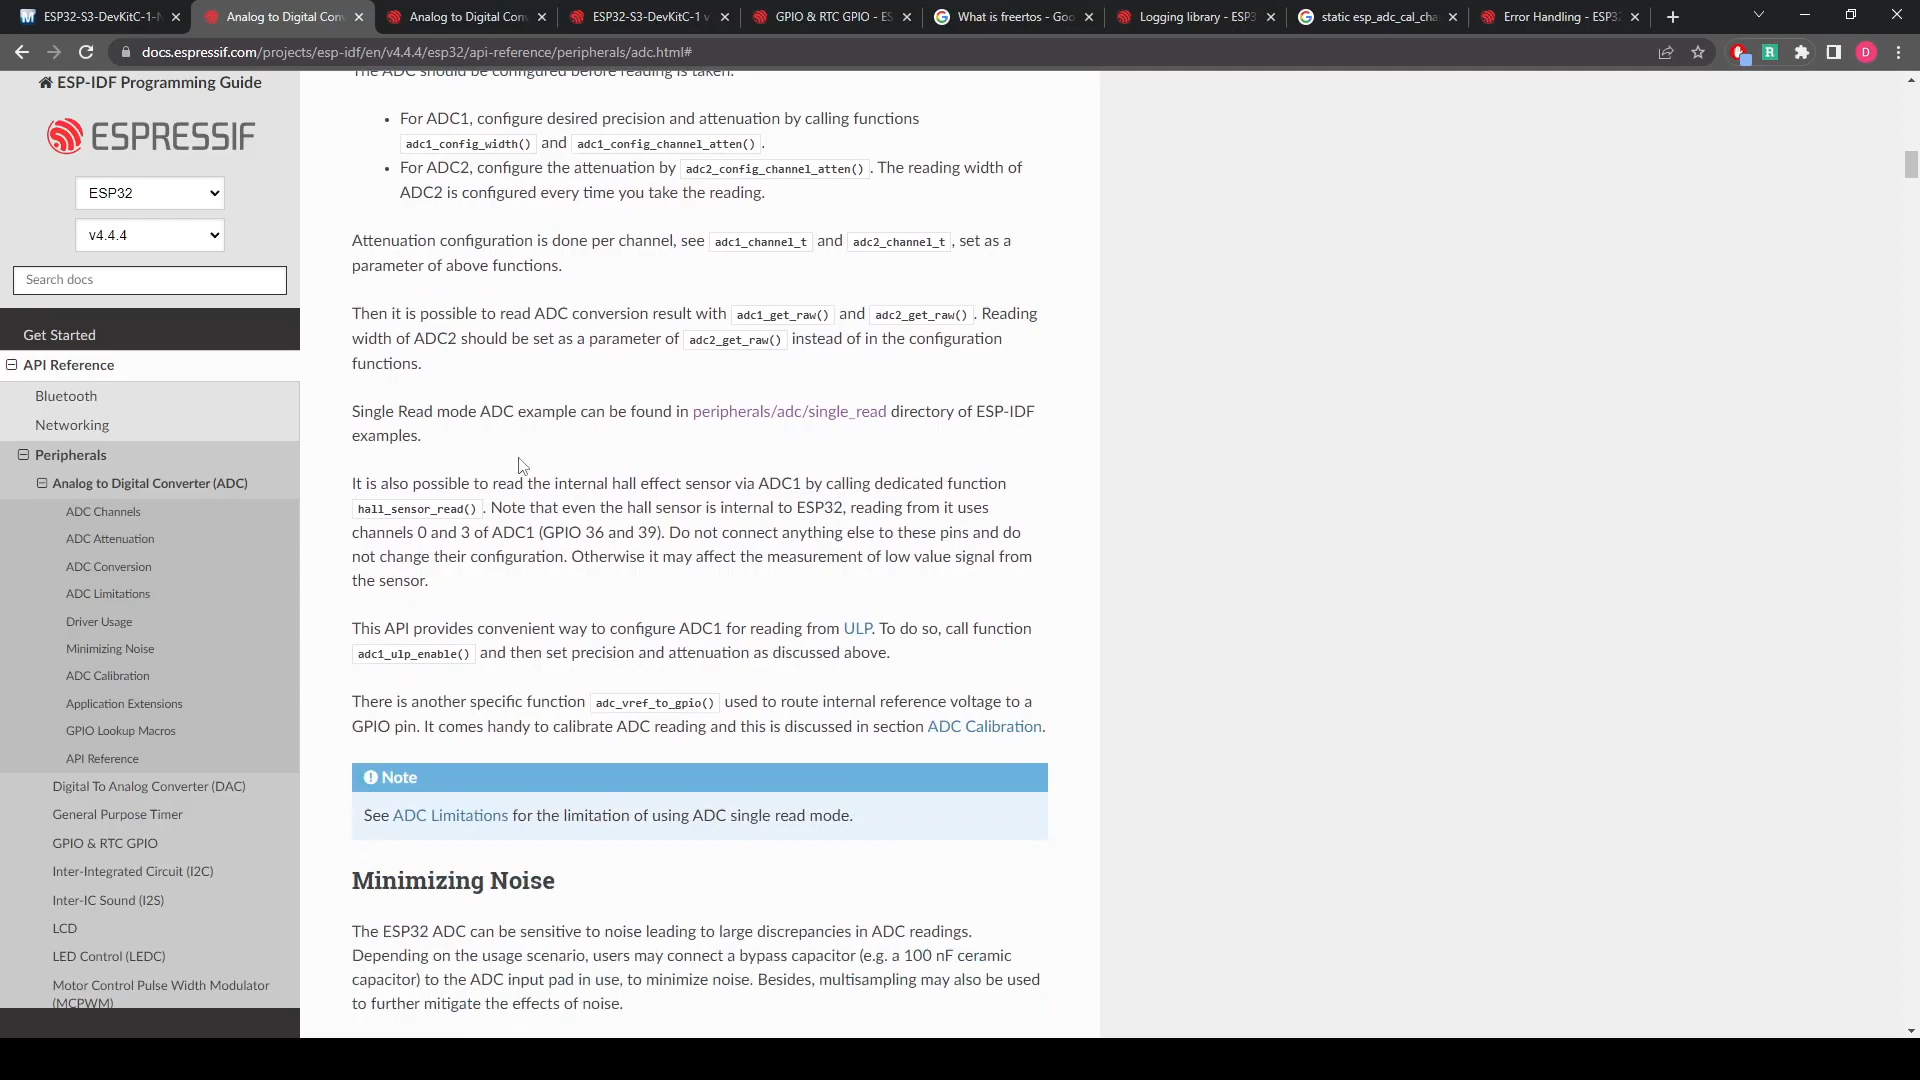 ESP32-S3-DevKitC-1-N
Analog to Digital Con
Analog to Digital Con
ESP32-S3-DevKitC-1 v
GPIO & RTC GPIO - ES
What is freertos - Goo
Logging library - ESP3
static esp_adc_cal_cha
Error Handling - ESP32
docs.espressif.com/projects/esp-idf/en/v4.4.4/esp32/api-reference/peripherals/adc.html#
R
D
ESP-IDF Programming Guide
ESPRESSIF
ESP32
v4.4.4
Search docs
Get Started
API Reference
Bluetooth
Networking
Peripherals
Analog to Digital Converter (ADC)
ADC Channels
ADC Attenuation
ADC Conversion
ADC Limitations
Driver Usage
Minimizing Noise
ADC Calibration
Application Extensions
GPIO Lookup Macros
API Reference
Digital To Analog Converter (DAC)
General Purpose Timer
GPIO & RTC GPIO
Inter-Integrated Circuit (I2C)
Inter-IC Sound (I2S)
LCD
LED Control (LEDC)
Motor Control Pulse Width Modulator
(MCPWM)
The ADC should be configured before reading is taken.
• For ADC1, configure desired precision and attenuation by calling functions
adc1_config_width() and adc1_config_channel_atten() .
• For ADC2, configure the attenuation by adc2_config_channel_atten() . The reading width of
ADC2 is configured every time you take the reading.
Attenuation configuration is done per channel, see adc1_channel_t and adc2_channel_t , set as a
parameter of above functions.
Then it is possible to read ADC conversion result with adc1_get_raw() and adc2_get_raw() . Reading
width of ADC2 should be set as a parameter of adc2_get_raw() instead of in the configuration
functions.
Single Read mode ADC example can be found in peripherals/adc/single_read directory of ESP-IDF
examples.
It is also possible to read the internal hall effect sensor via ADC1 by calling dedicated function
hall_sensor_read() . Note that even the hall sensor is internal to ESP32, reading from it uses
channels 0 and 3 of ADC1 (GPIO 36 and 39). Do not connect anything else to these pins and do
not change their configuration. Otherwise it may affect the measurement of low value signal from
the sensor.
This API provides convenient way to configure ADC1 for reading from ULP. To do so, call function
adc1_ulp_enable() and then set precision and attenuation as discussed above.
There is another specific function adc_vref_to_gpio() used to route internal reference voltage to a
GPIO pin. It comes handy to calibrate ADC reading and this is discussed in section ADC Calibration.
Note
See ADC Limitations for the limitation of using ADC single read mode.
Minimizing Noise
The ESP32 ADC can be sensitive to noise leading to large discrepancies in ADC readings.
Depending on the usage scenario, users may connect a bypass capacitor (e.g. a 100 nF ceramic
capacitor) to the ADC input pad in use, to minimize noise. Besides, multisampling may also be used
to further mitigate the effects of noise.